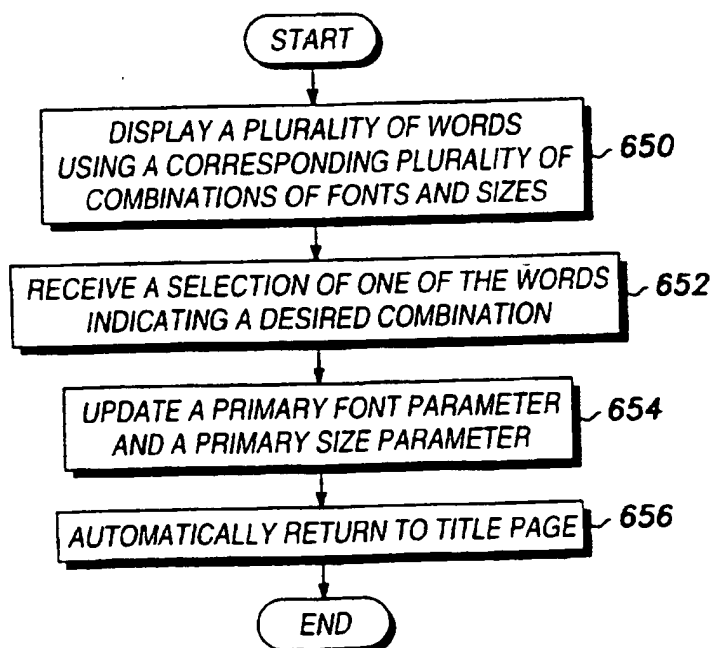 START
DISPLAY A PLURALITY OF WORDS
USING A CORRESPONDING PLURALITY OF
COMBINATIONS OF FONTS AND SIZES
650
RECEIVE A SELECTION OF ONE OF THE WORDS
INDICATING A DESIRED COMBINATION
652
UPDATE A PRIMARY FONT PARAMETER
AND A PRIMARY SIZE PARAMETER
654
AUTOMATICALLY RETURN TO TITLE PAGE
656
END